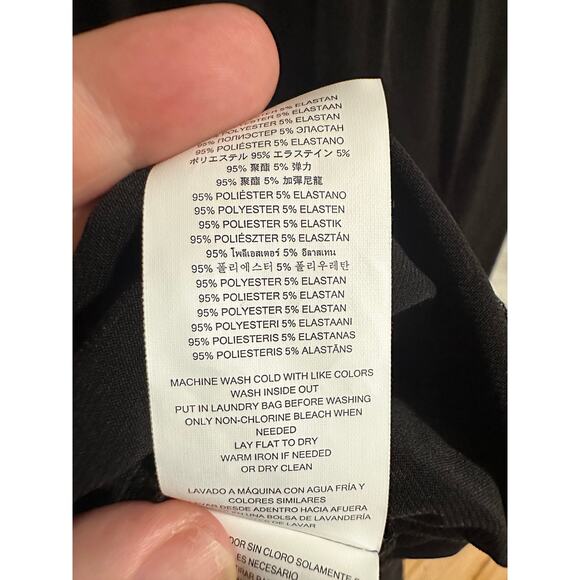 5% ELASTAN
5% ELASTAAN
POLYESTER 5% ELASTAN
95% ПОЛИЭСТЕР 5% ЭЛАСТАН
95% POLIÉSTER 5% ELASTANO
ポリエステル 95% エラステイン 5%
95% 聚酯 5% 弹力
95% 聚酯 5% 加彈尼龍
95% POLIÉSTER 5% ELASTANO
95% POLYESTER 5% ELASTEN
95% POLYESTER 5% ELASTIK
95% POLIÉSZTER 5% ELASZTÁN
95% โพลีเอสเตอร์ 5% อีลาสเทน
95% 폴리에스터 5% 폴리우레탄
95% POLYESTER 5% ELASTAN
95% POLIESTER 5% ELASTAN
95% POLYESTER 5% ELASTAN
95% POLYESTERI 5% ELASTAANI
95% POLIESTERIS 5% ELASTANAS
95% POLIESTERIS 5% ALASTĀNS
MACHINE WASH COLD WITH LIKE COLORS
WASH INSIDE OUT
PUT IN LAUNDRY BAG BEFORE WASHING
ONLY NON-CHLORINE BLEACH WHEN
NEEDED
LAY FLAT TO DRY
WARM IRON IF NEEDED
OR DRY CLEAN
LAVADO A MÁQUINA CON AGUA FRÍA Y
COLORES SIMILARES
DESDE ADENTRO HACIA AFUERA
EN UNA BOLSA DE LAVANDERÍA
DE LAVAR
SIN CLORO SOLAMENTE
ES NECESARIO